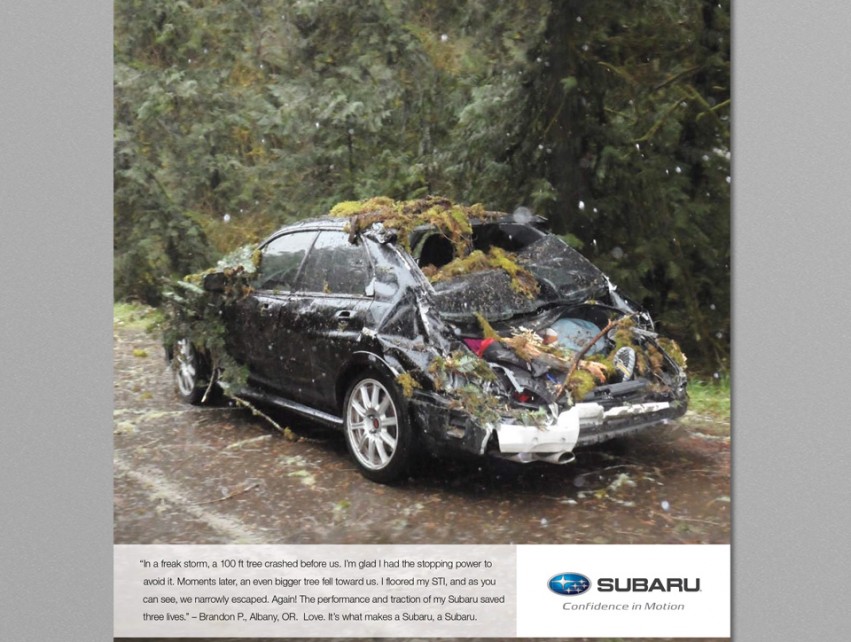 “In a freak storm, a 100 ft tree crashed before us. I'm glad I had the stopping power to
avoid it. Moments later, an even bigger tree fell toward us. I floored my STI, and as you
can see, we narrowly escaped. Again! The performance and traction of my Subaru saved
three lives.” – Brandon P., Albany, OR.  Love. It's what makes a Subaru, a Subaru.
SUBARU
Confidence in Motion